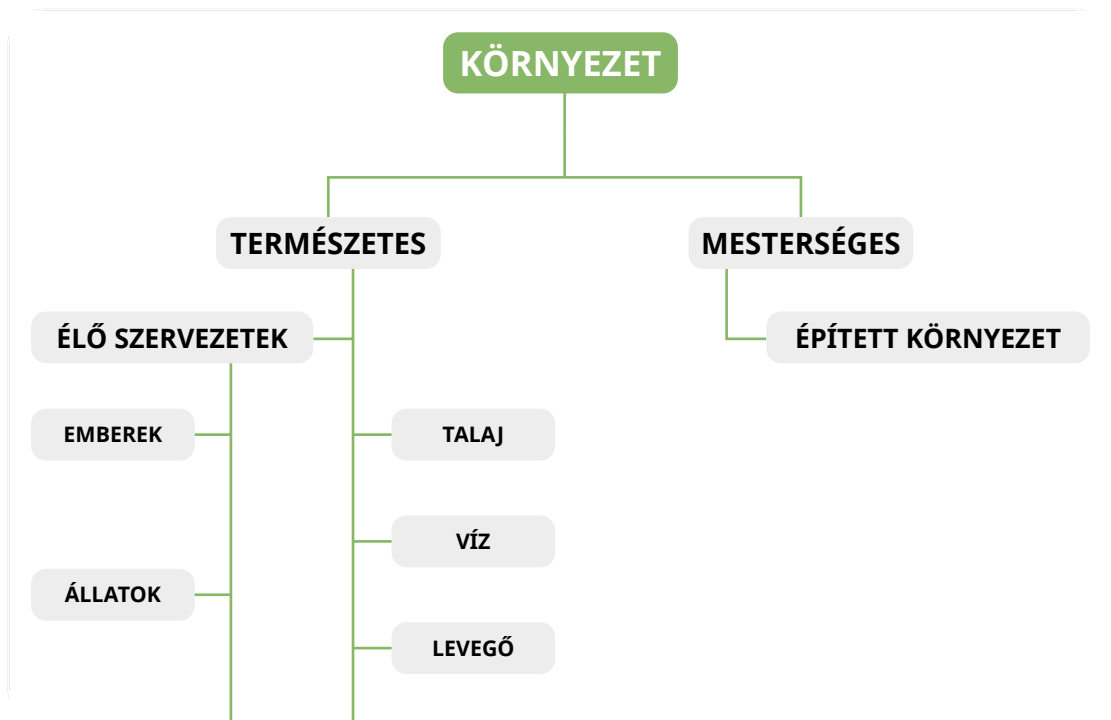 KÖRNYEZET
TERMÉSZETES
MESTERSÉGES
ÉLŐ SZERVEZETEK
ÉPÍTETT KÖRNYEZET
EMBEREK
TALAJ
VÍZ
ÁLLATOK
LEVEGŐ